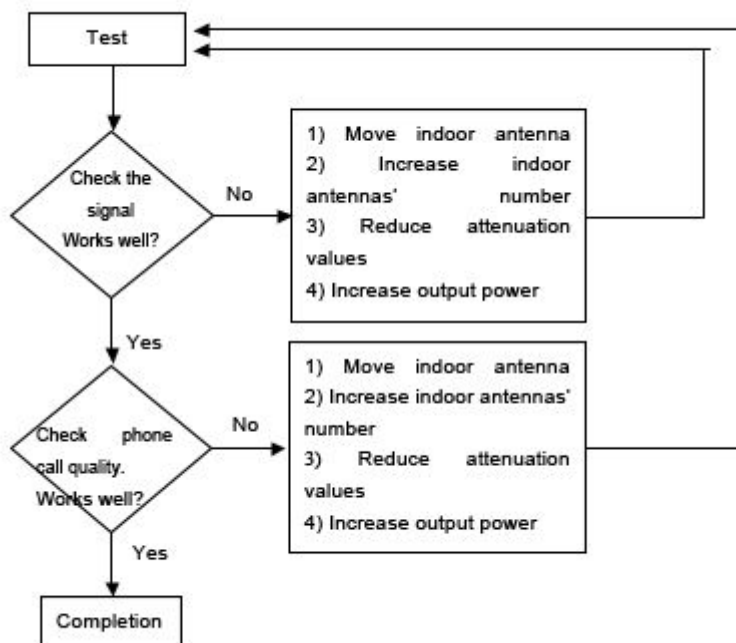 Test
Check the
signal
Works well?
No
1) Move indoor antenna
2) Increase indoor
antennas' number
3) Reduce attenuation
values
4) Increase output power
Yes
Check phone
call quality.
Works well?
No
1) Move indoor antenna
2) Increase indoor antennas'
number
3) Reduce attenuation
values
4) Increase output power
Yes
Completion